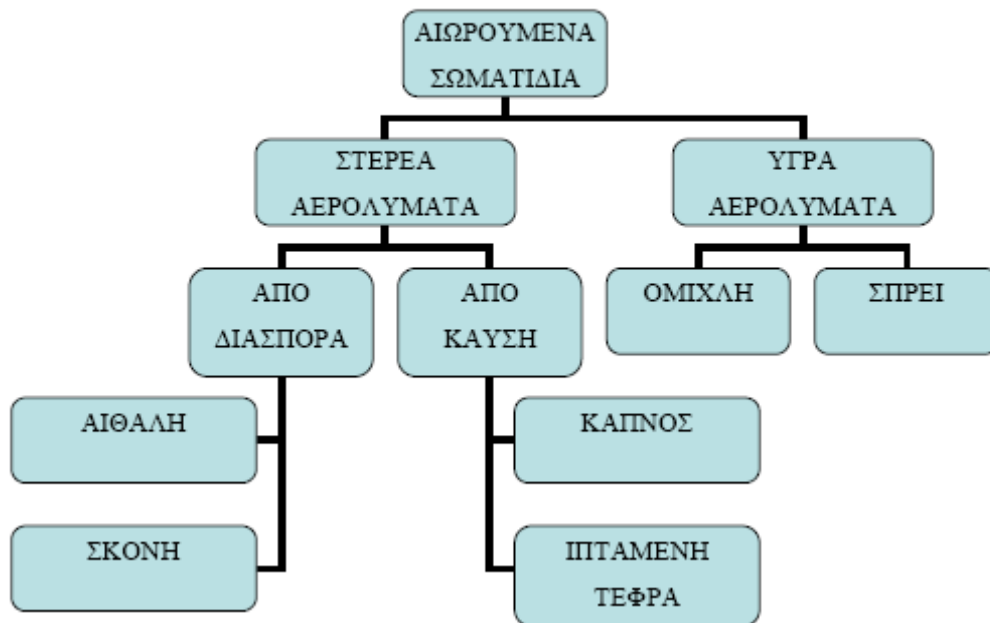 ΑΙΩΡΟΥΜΕΝΑ
ΣΩΜΑΤΙΔΙΑ
ΣΤΕΡΕΑ
ΑΕΡΟΛΥΜΑΤΑ
ΥΓΡΑ
ΑΕΡΟΛΥΜΑΤΑ
ΑΠΟ
ΔΙΑΣΠΟΡΑ
ΑΠΟ
ΚΑΥΣΗ
ΟΜΙΧΛΗ
ΣΠΡΕΙ
ΑΙΘΑΛΗ
ΚΑΠΝΟΣ
ΣΚΟΝΗ
ΙΠΤΑΜΕΝΗ
ΤΕΦΡΑ